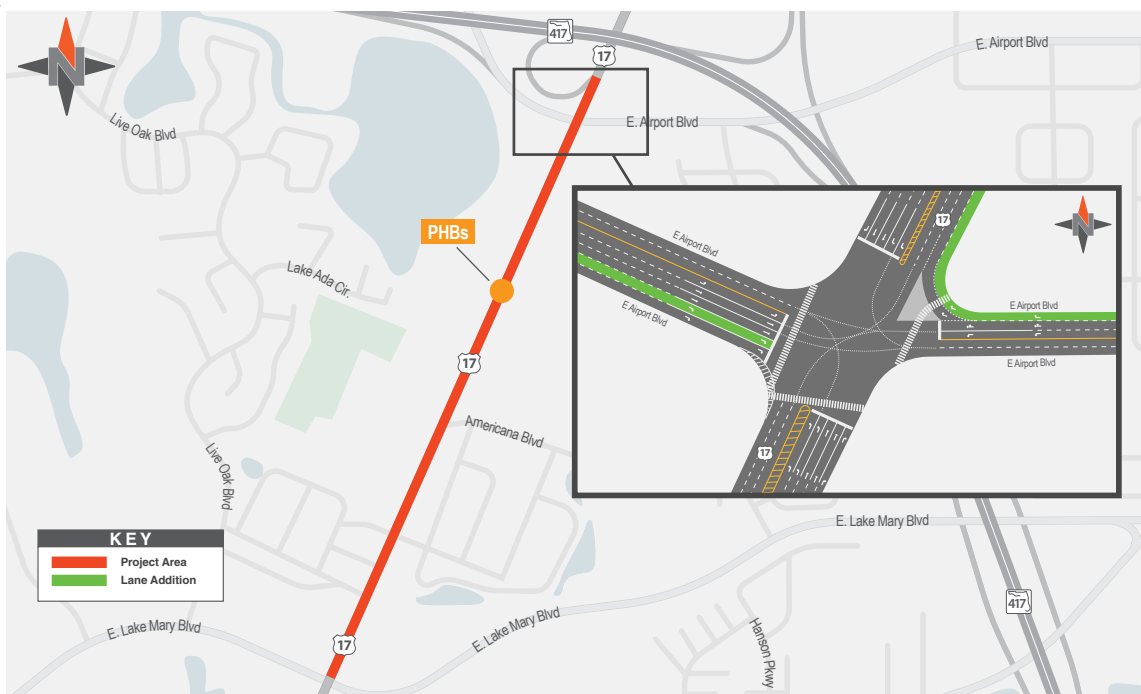 417
17
E. Airport Blvd
N
Live Oak Blvd
E. Airport Blvd
PHBs
17
N
E Airport Blvd
Lake Ada Cir.
E Airport Blvd
E Airport Blvd
E Airport Blvd
17
Americana Blvd
17
Live Oak Blvd
E. Lake Mary Blvd
KEY
Project Area
Lane Addition
417
E. Lake Mary Blvd
E. Lake Mary Blvd
Hanson Pkwy
17